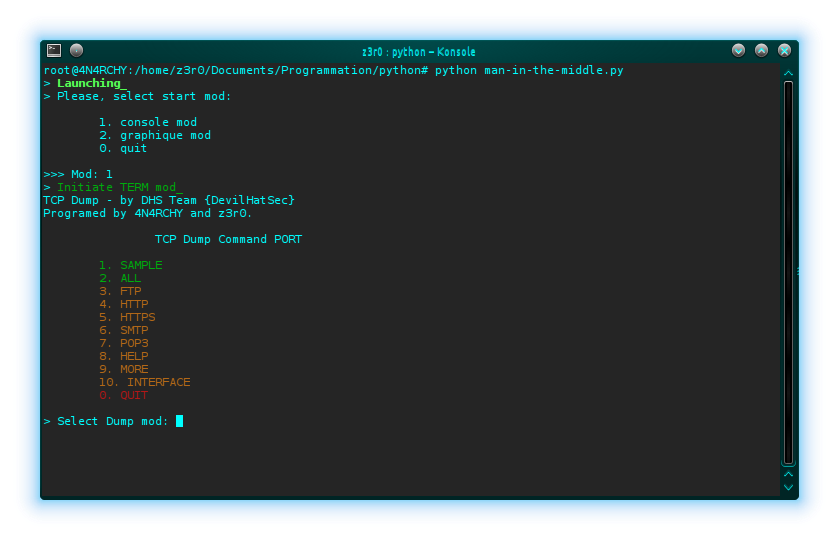 z3r0 : python – Konsole
root@4N4RCHY:/home/z3r0/Documents/Programmation/python# python man-in-the-middle.py
> Launching_
> Please, select start mod:
1. console mod
2. graphique mod
0. quit
>>> Mod: 1
> Initiate TERM mod_
TCP Dump - by DHS Team {DevilHatSec}
Programed by 4N4RCHY and z3r0.
TCP Dump Command PORT
1. SAMPLE
2. ALL
3. FTP
4. HTTP
5. HTTPS
6. SMTP
7. POP3
8. HELP
9. MORE
10. INTERFACE
0. QUIT
> Select Dump mod: